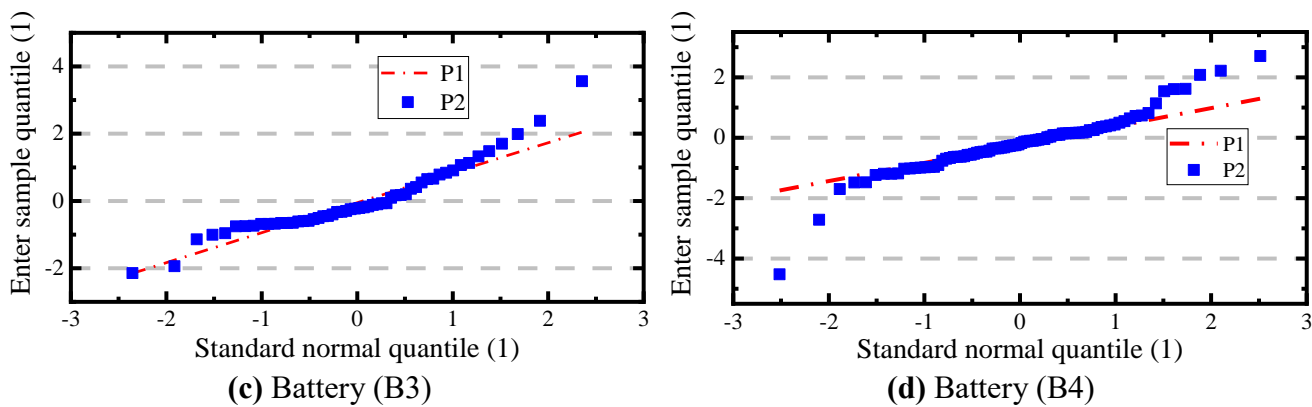 Enter sample quantile (1)
4
2
0
-2
P1
P2
-3
-2
-1
0
1
2
3
Standard normal quantile (1)
(c) Battery (B3)
Enter sample quantile (1)
2
0
-2
-4
P1
P2
-3
-2
-1
0
1
2
3
Standard normal quantile (1)
(d) Battery (B4)